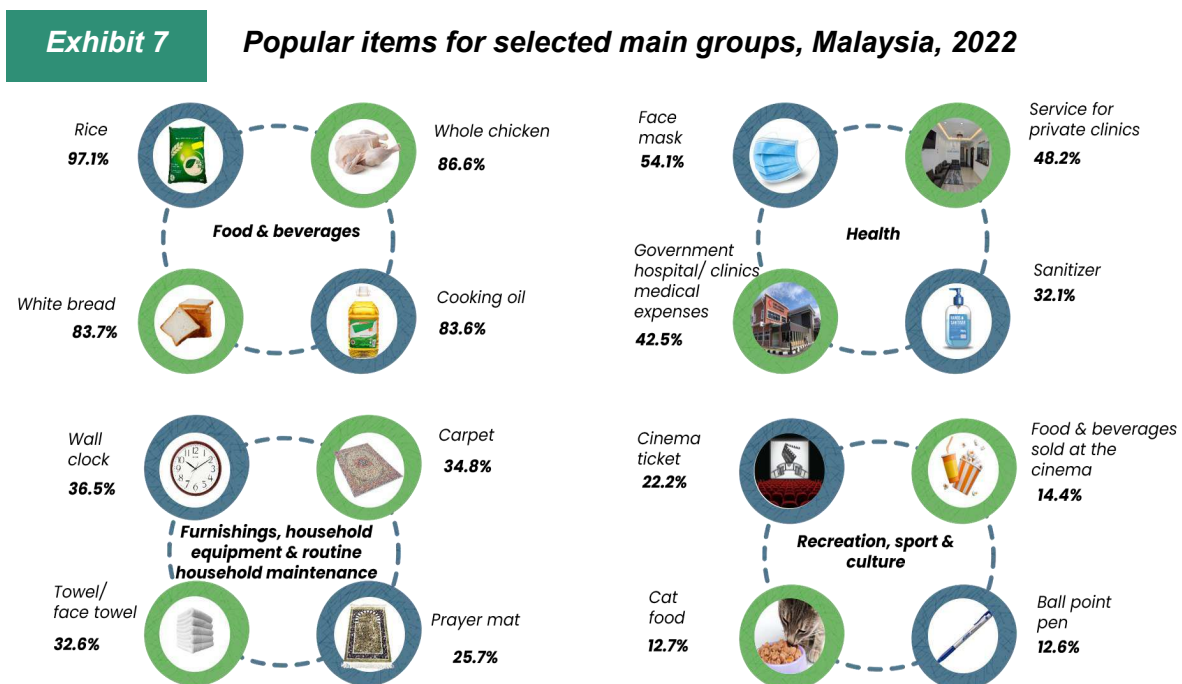 Exhibit 7
Popular items for selected main groups, Malaysia, 2022
Rice
97.1%
Whole chicken
86.6%
Food & beverages
White bread
83.7%
Cooking oil
83.6%
Face
mask
54.1%
Service for
private clinics
48.2%
Health
Government
hospital/ clinics
medical
expenses
42.5%
Sanitizer
32.1%
Wall
clock
36.5%
Carpet
34.8%
Furnishings, household
equipment & routine
household maintenance
Towel/
face towel
32.6%
Prayer mat
25.7%
Cinema
ticket
22.2%
Food & beverages
sold at the
cinema
14.4%
Recreation, sport &
culture
Cat
food
12.7%
Ball point
pen
12.6%